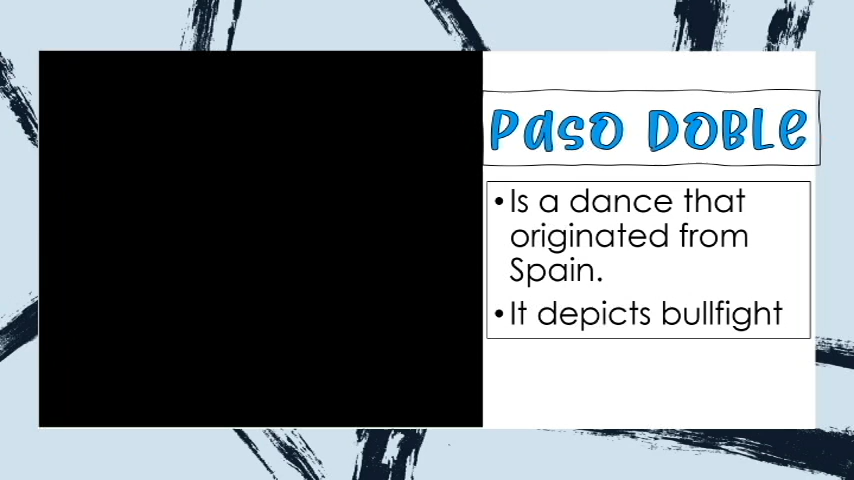 Paso Doble
• Is a dance that
originated from
Spain.
• It depicts bullfight